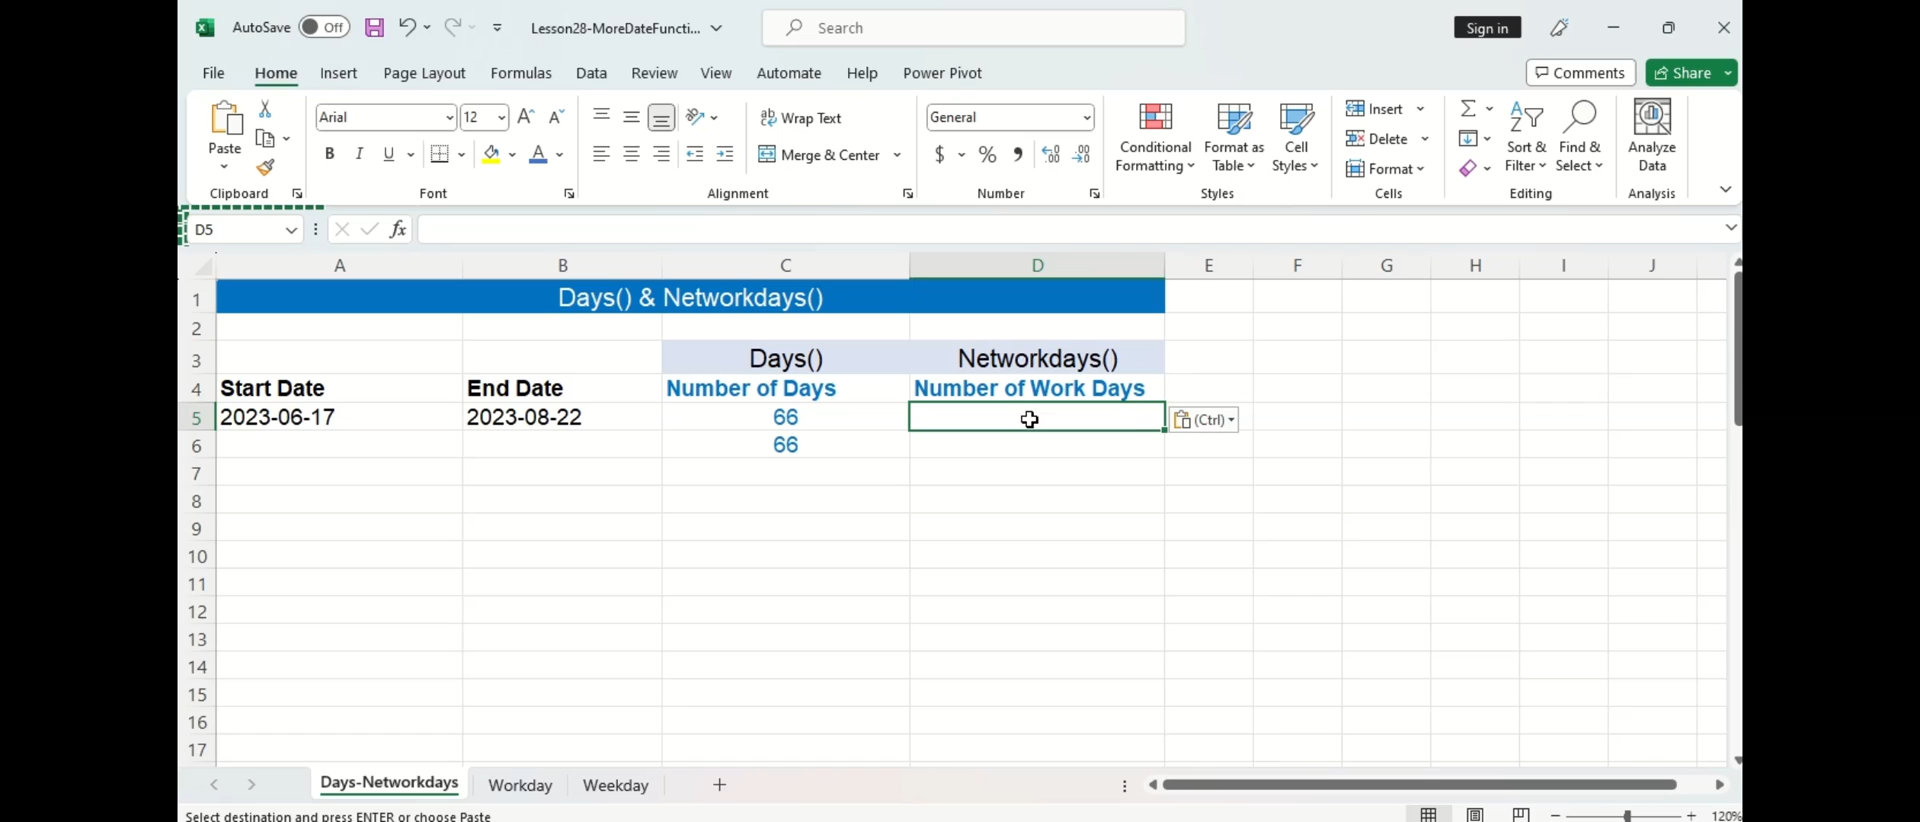 AutoSave Off Lesson28-MoreDateFuncti... Search Sign in
File Home Insert Page Layout Formulas Data Review View Automate Help Power Pivot Comments Share
Paste Arial 12 Wrap Text General Conditional Formatting Format as Table Cell Styles Insert Sort & Filter Find & Select Analyze Data
B I U A Merge & Center $ % Delete
Format
Clipboard Font Alignment Number Styles Cells Editing Analysis
D5 fx
A B C D E F G H I J
1 Days() & Networkdays()
2
3 Days() Networkdays()
4 Start Date End Date Number of Days Number of Work Days
5 2023-06-17 2023-08-22 66 (Ctrl)
6 66
7
8
9
10
11
12
13
14
15
16
17
Days-Networkdays Workday Weekday
Select destination and press ENTER or choose Paste 120%